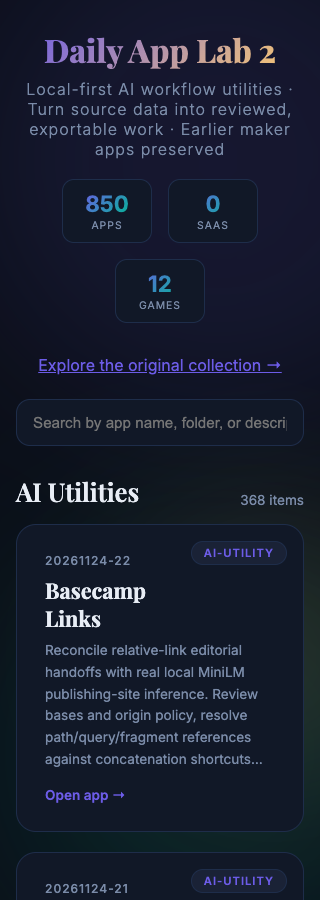 Daily App Lab 2
Local-first AI workflow utilities ·
Turn source data into reviewed,
exportable work · Earlier maker
apps preserved
850
APPS
0
SAAS
12
GAMES
Explore the original collection →
Search by app name, folder, or descri
AI Utilities
368 items
20261124-22
AI-UTILITY
Basecamp
Links
Reconcile relative-link editorial
handoffs with real local MiniLM
publishing-site inference. Review
bases and origin policy, resolve
path/query/fragment references
against concatenation shortcuts...
Open app →
20261124-21
AI-UTILITY